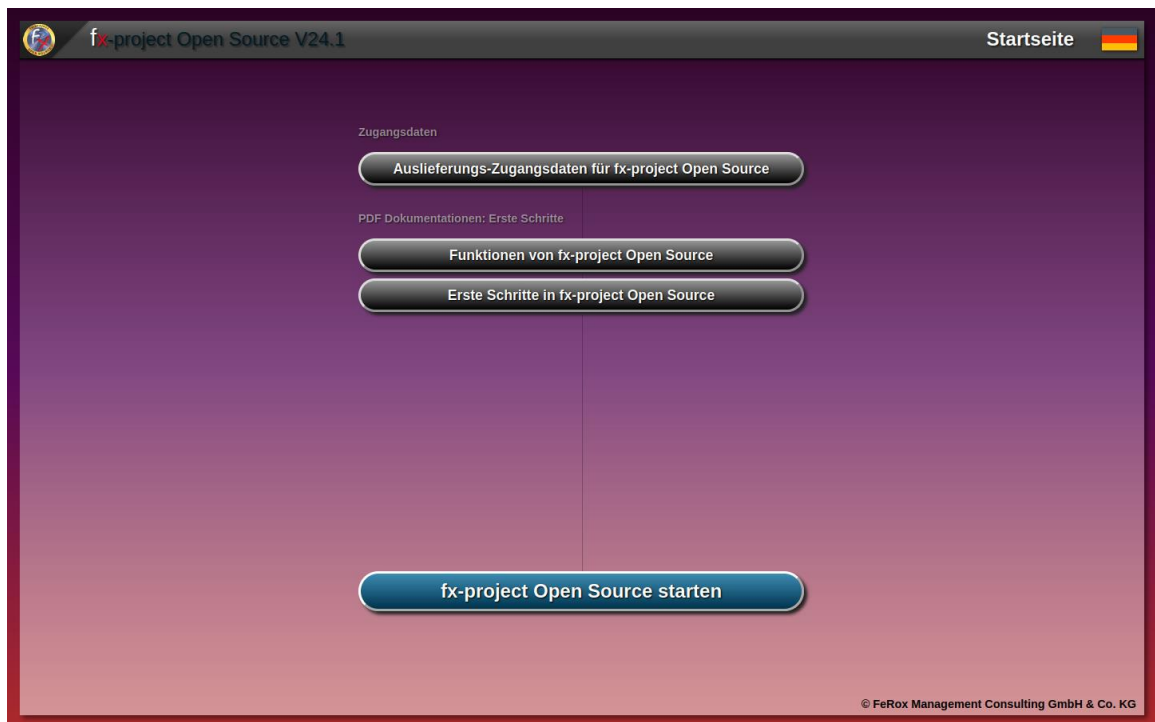 fx-project Open Source V24.1
Startseite
Zugangsdaten
Auslieferungs-Zugangsdaten für fx-project Open Source
PDF Dokumentationen: Erste Schritte
Funktionen von fx-project Open Source
Erste Schritte in fx-project Open Source
fx-project Open Source starten
© FeRox Management Consulting GmbH & Co. KG